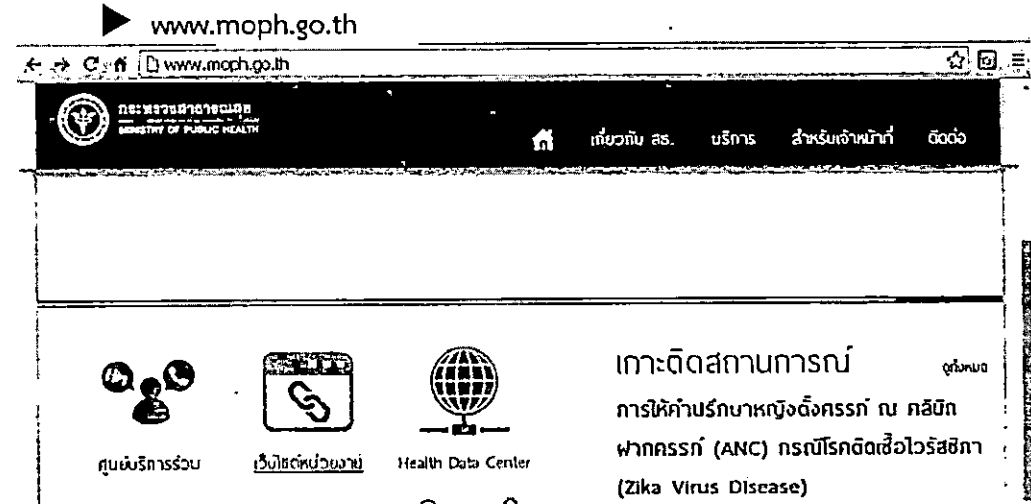 www.moph.go.th
www.moph.go.th
กระทรวงสาธารณสุข
MINISTRY OF PUBLIC HEALTH
เกี่ยวกับ สธ. บริการ สำหรับเจ้าหน้าที่ ติดต่อ
เกาะติดสถานการณ์ ดูทั้งหมด
การให้คำปรึกษาหญิงตั้งครรภ์ ณ คลินิก
ฝากครรภ์ (ANC) กรณีโรคติดเชื้อไวรัสซิกา
(Zika Virus Disease)
ศูนย์บริการร่วม เว็บไซต์หน่วยงาน Health Data Center